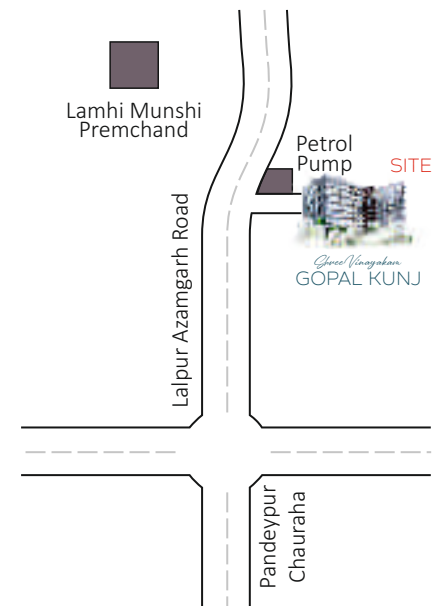 Lamhi Munshi
Premchand
Petrol
Pump
SITE
Shree Vinayakam
GOPAL KUNJ
Lalpur Azamgarh Road
Pandeypur
Chauraha